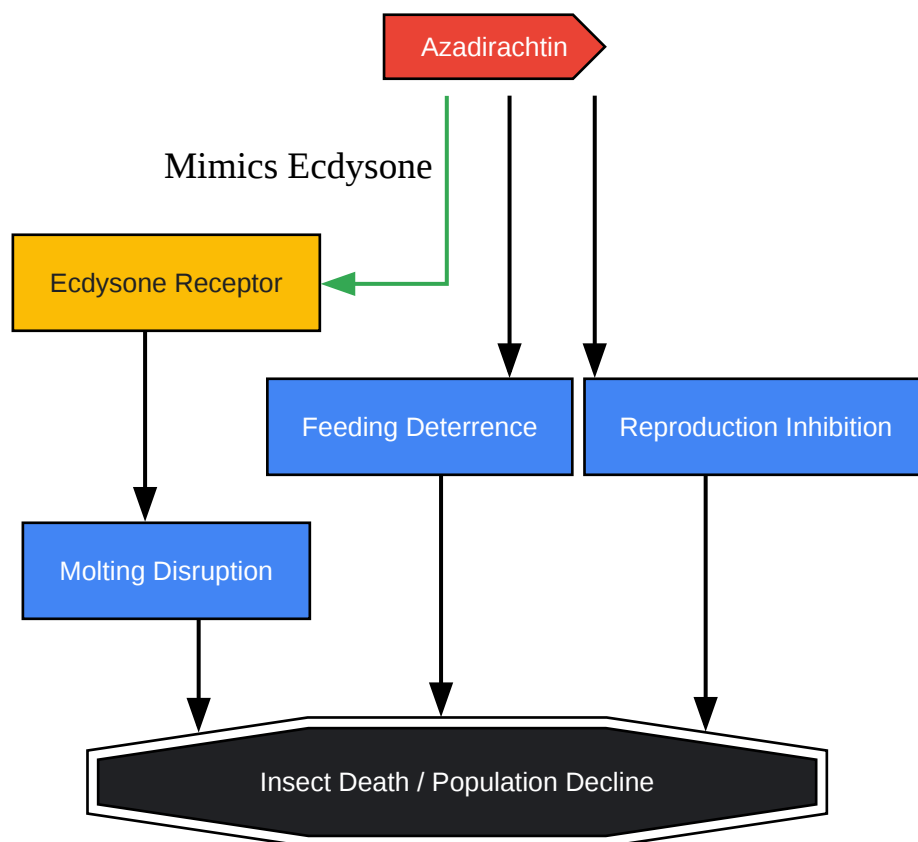 Azadirachtin
Mimics Ecdysone
Ecdysone Receptor
Feeding Deterrence
Reproduction Inhibition
Molting Disruption
Insect Death / Population Decline